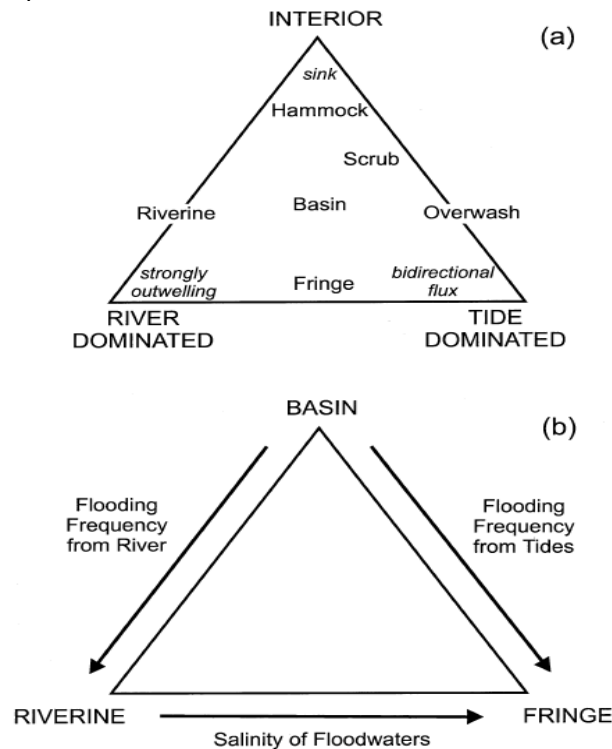 INTERIOR
(a)
sink
Hammock
Scrub
Basin
Riverine
Overwash
strongly
outwelling
Fringe
bidirectional
flux
RIVER
DOMINATED
TIDE
DOMINATED
BASIN
(b)
Flooding
Frequency
from River
Flooding
Frequency
from Tides
RIVERINE
FRINGE
Salinity of Floodwaters